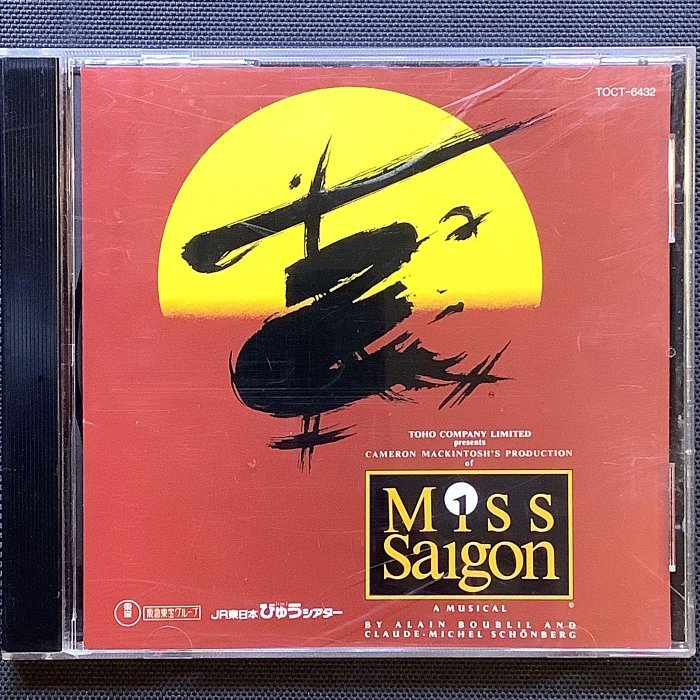 TOCT-6432
TOHO COMPANY LIMITED
presents
CAMERON MACKINTOSH'S PRODUCTION
of
MISS
Saigon
A MUSICAL
BY ALAIN BOUBLIL AND
CLAUDE-MICHEL SCHÖNBERG
東宝 阪急東宝グループ JR東日本 びゅうシアター